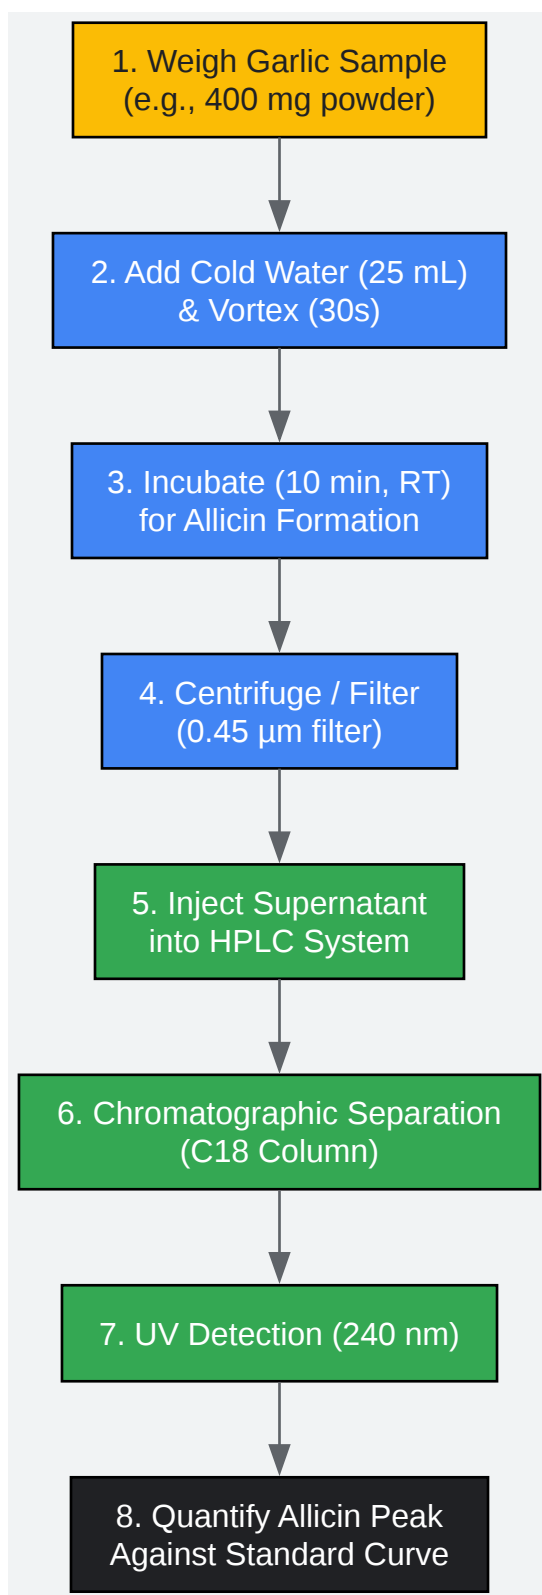 1. Weigh Garlic Sample
(e.g., 400 mg powder)
2. Add Cold Water (25 mL)
& Vortex (30s)
3. Incubate (10 min, RT)
for Allicin Formation
4. Centrifuge / Filter
(0.45 µm filter)
5. Inject Supernatant
into HPLC System
6. Chromatographic Separation
(C18 Column)
7. UV Detection (240 nm)
8. Quantify Allicin Peak
Against Standard Curve